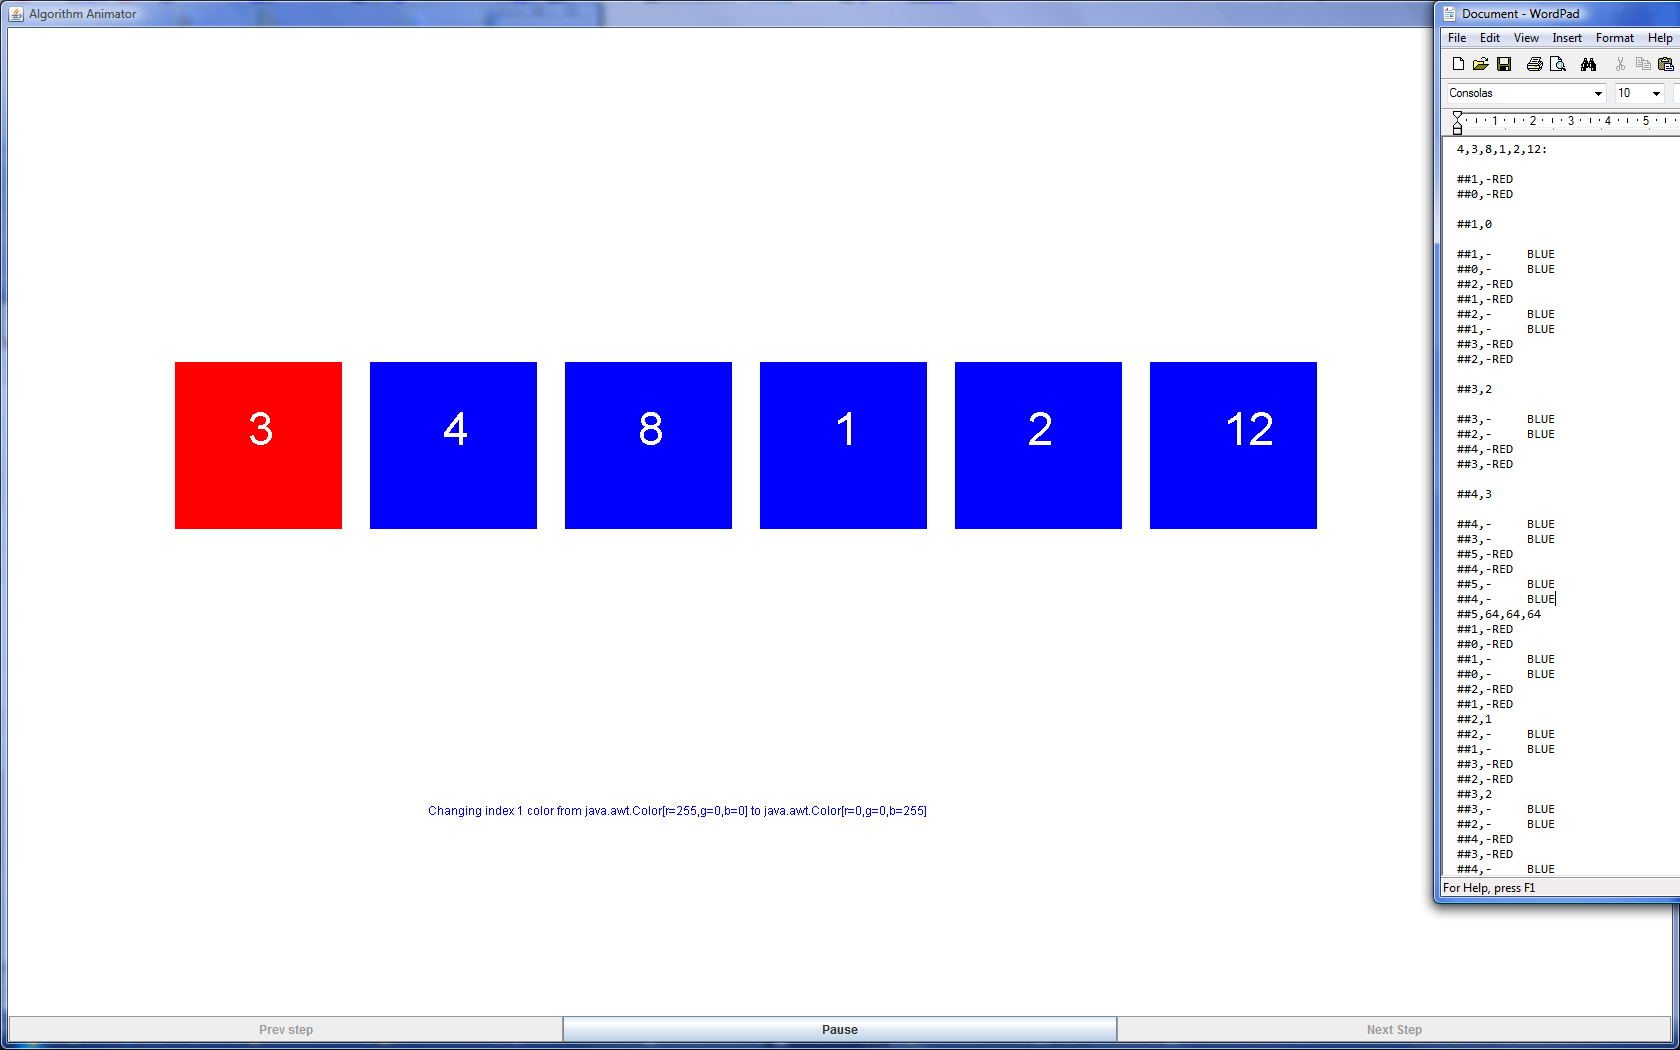 Algorithm Animator
3 4 8 1 2 12
Changing index 1 color from java.awt.Color[r=255,g=0,b=0] to java.awt.Color[r=0,g=0,b=255]
Prev step
Pause
Next Step
Document - WordPad
File Edit View Insert Format Help
Consolas 10
1 2 3 4 5
4,3,8,1,2,12:
##1,-RED
##0,-RED
##1,0
##1,- BLUE
##0,- BLUE
##2,-RED
##1,-RED
##2,- BLUE
##1,- BLUE
##3,-RED
##2,-RED
##3,2
##3,- BLUE
##2,- BLUE
##4,-RED
##3,-RED
##4,3
##4,- BLUE
##3,- BLUE
##5,-RED
##4,-RED
##5,- BLUE
##4,- BLUE
##5,64,64,64
##1,-RED
##0,-RED
##1,- BLUE
##0,- BLUE
##2,-RED
##1,-RED
##2,1
##2,- BLUE
##1,- BLUE
##3,-RED
##2,-RED
##3,2
##3,- BLUE
##2,- BLUE
##4,-RED
##3,-RED
##4,- BLUE
For Help, press F1